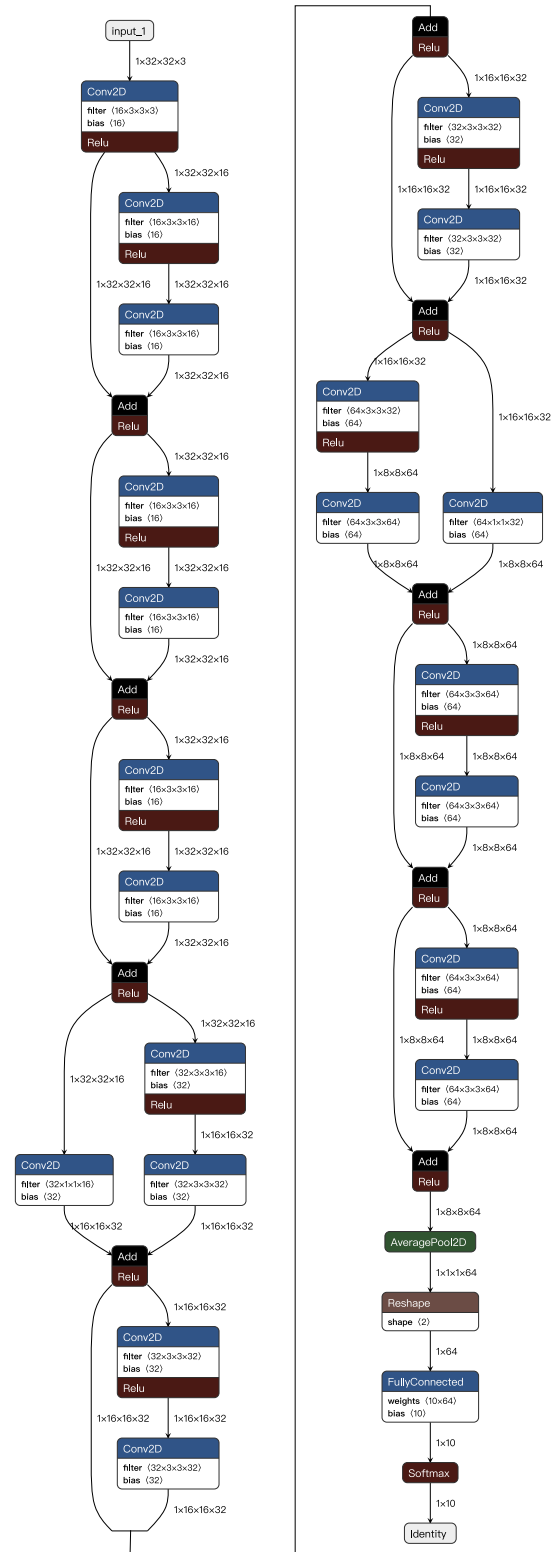 input_1
1×32×32×3
Conv2D
filter ⟨16×3×3×3⟩
bias ⟨16⟩
Relu
1×32×32×16
Conv2D
filter ⟨16×3×3×16⟩
bias ⟨16⟩
Relu
1×32×32×16
1×32×32×16
Conv2D
filter ⟨16×3×3×16⟩
bias ⟨16⟩
1×32×32×16
Add
Relu
1×32×32×16
Conv2D
filter ⟨16×3×3×16⟩
bias ⟨16⟩
Relu
1×32×32×16
1×32×32×16
Conv2D
filter ⟨16×3×3×16⟩
bias ⟨16⟩
1×32×32×16
Add
Relu
1×32×32×16
Conv2D
filter ⟨16×3×3×16⟩
bias ⟨16⟩
Relu
1×32×32×16
1×32×32×16
Conv2D
filter ⟨16×3×3×16⟩
bias ⟨16⟩
1×32×32×16
Add
Relu
1×32×32×16
Conv2D
filter ⟨32×3×3×16⟩
bias ⟨32⟩
Relu
1×32×32×16
1×16×16×32
Conv2D
filter ⟨32×1×1×16⟩
bias ⟨32⟩
Conv2D
filter ⟨32×3×3×32⟩
bias ⟨32⟩
1×16×16×32
1×16×16×32
Add
Relu
1×16×16×32
Conv2D
filter ⟨32×3×3×32⟩
bias ⟨32⟩
Relu
1×16×16×32
1×16×16×32
Conv2D
filter ⟨32×3×3×32⟩
bias ⟨32⟩
1×16×16×32
Add
Relu
1×16×16×32
Conv2D
filter ⟨32×3×3×32⟩
bias ⟨32⟩
Relu
1×16×16×32
1×16×16×32
Conv2D
filter ⟨32×3×3×32⟩
bias ⟨32⟩
1×16×16×32
Add
Relu
1×16×16×32
Conv2D
filter ⟨64×3×3×32⟩
bias ⟨64⟩
Relu
1×16×16×32
1×8×8×64
Conv2D
filter ⟨64×3×3×64⟩
bias ⟨64⟩
Conv2D
filter ⟨64×1×1×32⟩
bias ⟨64⟩
1×8×8×64
1×8×8×64
Add
Relu
1×8×8×64
Conv2D
filter ⟨64×3×3×64⟩
bias ⟨64⟩
Relu
1×8×8×64
1×8×8×64
Conv2D
filter ⟨64×3×3×64⟩
bias ⟨64⟩
1×8×8×64
Add
Relu
1×8×8×64
Conv2D
filter ⟨64×3×3×64⟩
bias ⟨64⟩
Relu
1×8×8×64
1×8×8×64
Conv2D
filter ⟨64×3×3×64⟩
bias ⟨64⟩
1×8×8×64
Add
Relu
1×8×8×64
AveragePool2D
1×1×1×64
Reshape
shape ⟨2⟩
1×64
FullyConnected
weights ⟨10×64⟩
bias ⟨10⟩
1×10
Softmax
1×10
Identity